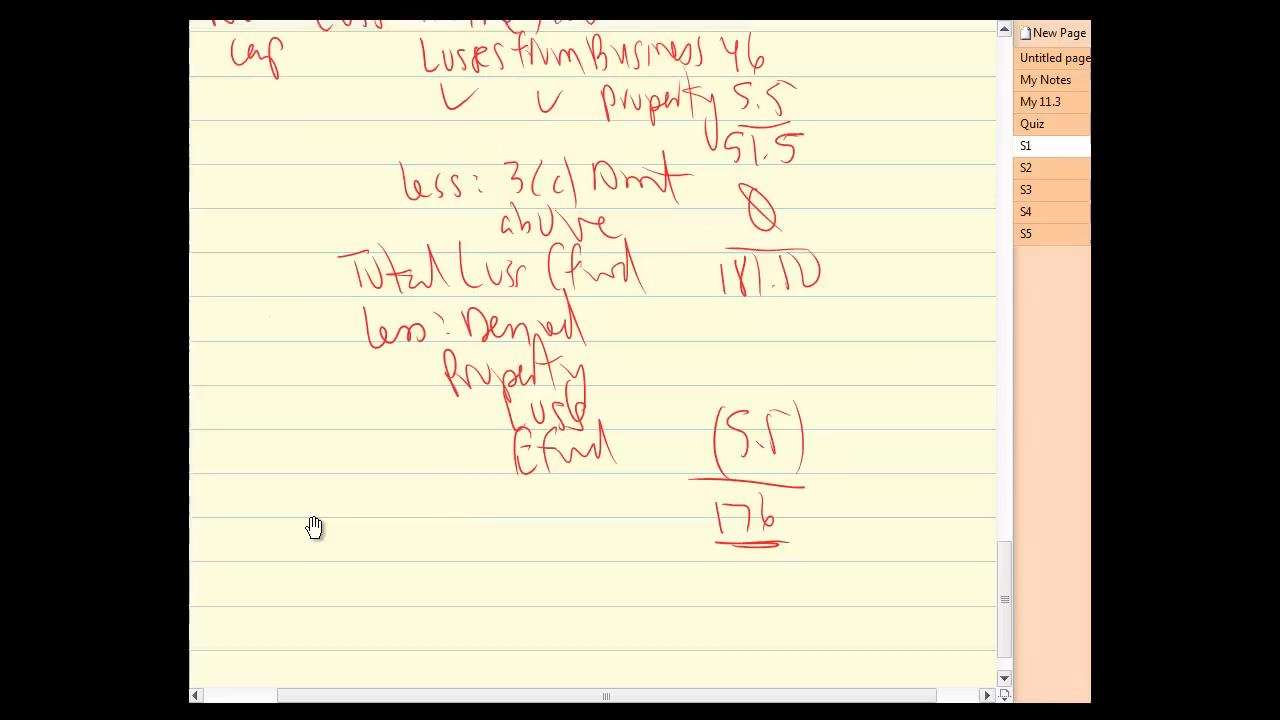 Cap Losses from Business 46
✓ ✓ Property 5.5
51.5
less: 3(c) Amt
above 0
Total Loss Cfwd 181.10
less: Denied
Property
Loss
Cfwd (5.5)
176
New Page
Untitled page
My Notes
My 11.3
Quiz
S1
S2
S3
S4
S5